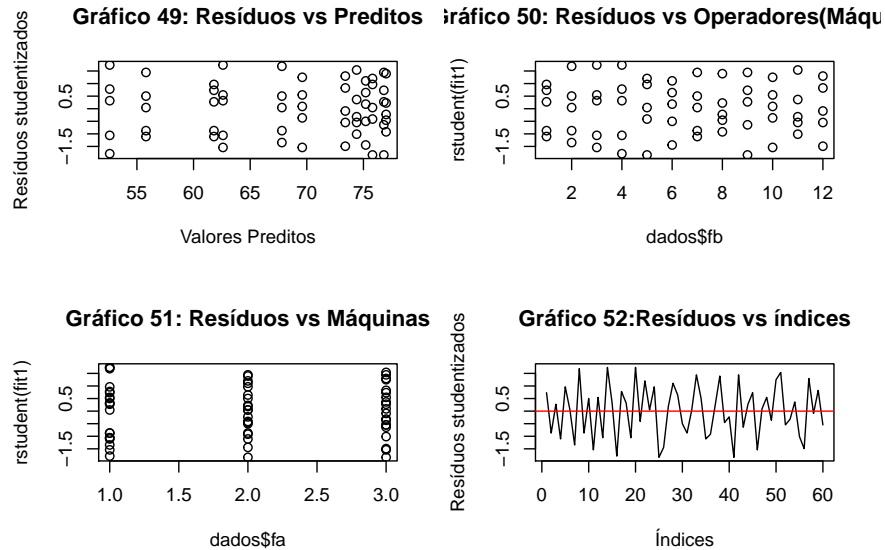 Gráfico 49: Resíduos vs Preditos
Resíduos studentizados
0.5
−1.5
55 60 65 70 75
Valores Preditos
Gráfico 50: Resíduos vs Operadores(Máqu
rstudent(fit1)
0.5
−1.5
2 4 6 8 10 12
dados$fb
Gráfico 51: Resíduos vs Máquinas
rstudent(fit1)
0.5
−1.5
1.0 1.5 2.0 2.5 3.0
dados$fa
Gráfico 52:Resíduos vs índices
Resíduos studentizados
0.5
−1.5
0 10 20 30 40 50 60
Índices